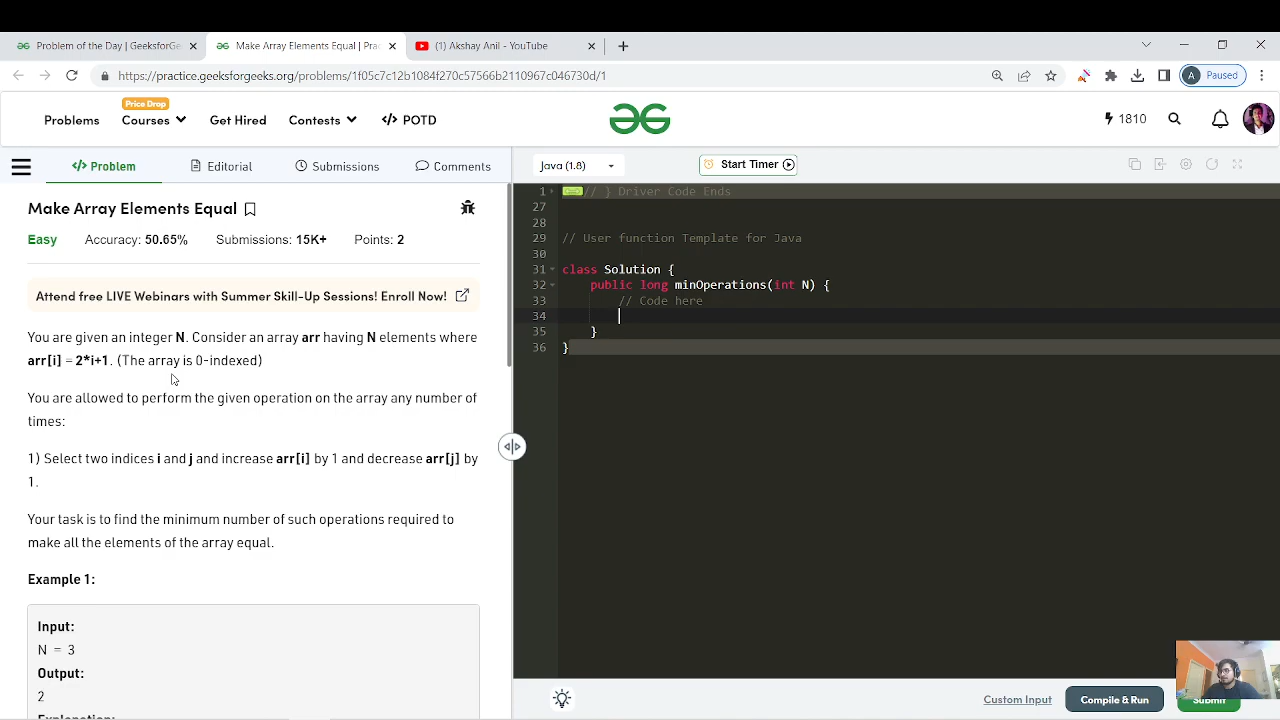 Problem of the Day | GeeksforGe
Make Array Elements Equal | Prac
(1) Akshay Anil - YouTube
https://practice.geeksforgeeks.org/problems/1f05c7c12b1084f270c57566b2110967c046730d/1
A Paused
Price Drop
Problems Courses Get Hired Contests </> POTD
1810
</> Problem Editorial Submissions Comments
Java (1.8) Start Timer
Make Array Elements Equal
Easy Accuracy: 50.65% Submissions: 15K+ Points: 2
Attend free LIVE Webinars with Summer Skill-Up Sessions! Enroll Now!
You are given an integer N. Consider an array arr having N elements where
arr[i] = 2*i+1. (The array is 0-indexed)
You are allowed to perform the given operation on the array any number of
times:
1) Select two indices i and j and increase arr[i] by 1 and decrease arr[j] by
1.
Your task is to find the minimum number of such operations required to
make all the elements of the array equal.
Example 1:
Input:
N = 3
Output:
2
Explanation:
1 // } Driver Code Ends
27
28
29 // User function Template for Java
30
31 class Solution {
32 public long minOperations(int N) {
33 // Code here
34
35 }
36 }
Custom Input Compile & Run Submit